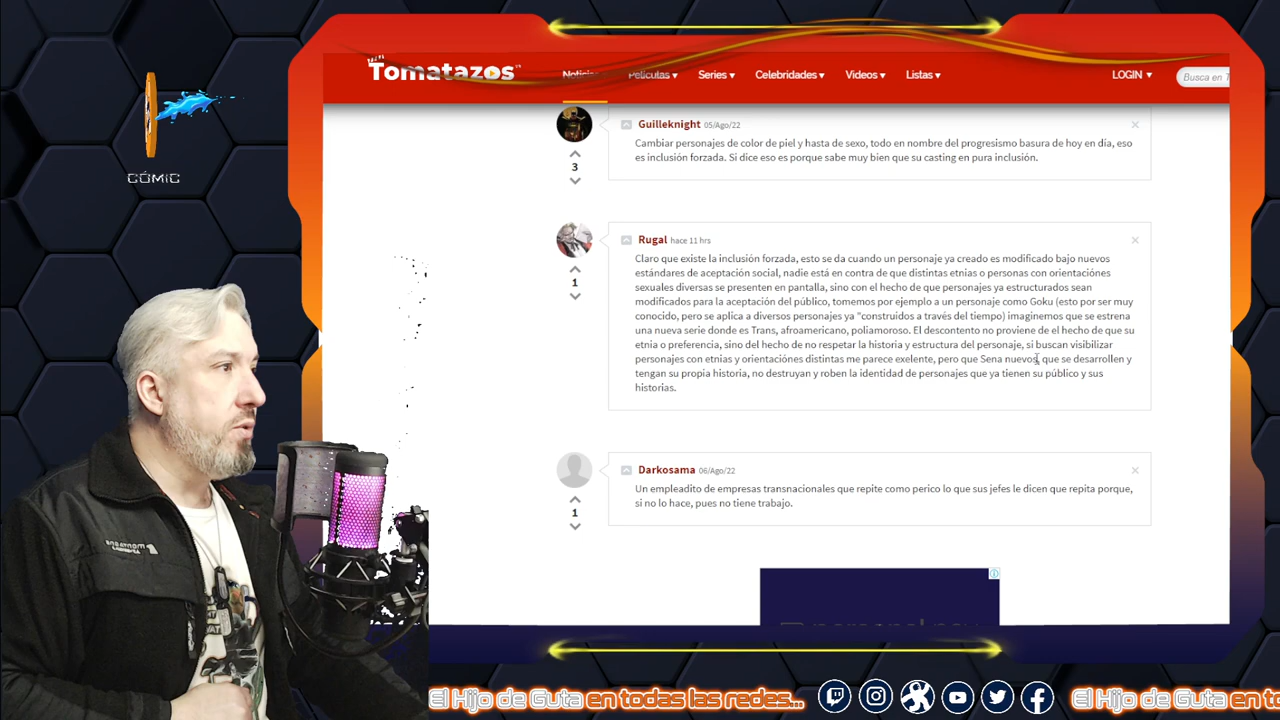 Tomatazos
Noticias Películas Series Celebridades Videos Listas LOGIN Busca en T
CÓMIC
Guilleknight 05/Ago/22
Cambiar personajes de color de piel y hasta de sexo, todo en nombre del progresismo basura de hoy en día, eso
es inclusión forzada. Si dice eso es porque sabe muy bien que su casting en pura inclusión.
3
Rugal hace 11 hrs
Claro que existe la inclusión forzada, esto se da cuando un personaje ya creado es modificado bajo nuevos
estándares de aceptación social, nadie está en contra de que distintas etnias o personas con orientaciónes
sexuales diversas se presenten en pantalla, sino con el hecho de que personajes ya estructurados sean
modificados para la aceptación del público, tomemos por ejemplo a un personaje como Goku (esto por ser muy
conocido, pero se aplica a diversos personajes ya "construidos a través del tiempo) imaginemos que se estrena
una nueva serie donde es Trans, afroamericano, poliamoroso. El descontento no proviene de el hecho de que su
etnia o preferencia, sino del hecho de no respetar la historia y estructura del personaje, si buscan visibilizar
personajes con etnias y orientaciónes distintas me parece exelente, pero que Sena nuevos, que se desarrollen y
tengan su propia historia, no destruyan y roben la identidad de personajes que ya tienen su público y sus
historias.
1
Darkosama 06/Ago/22
Un empleadito de empresas transnacionales que repite como perico lo que sus jefes le dicen que repita porque,
si no lo hace, pues no tiene trabajo.
1
El Hijo de Guta en todas las redes... El Hijo de Guta en to